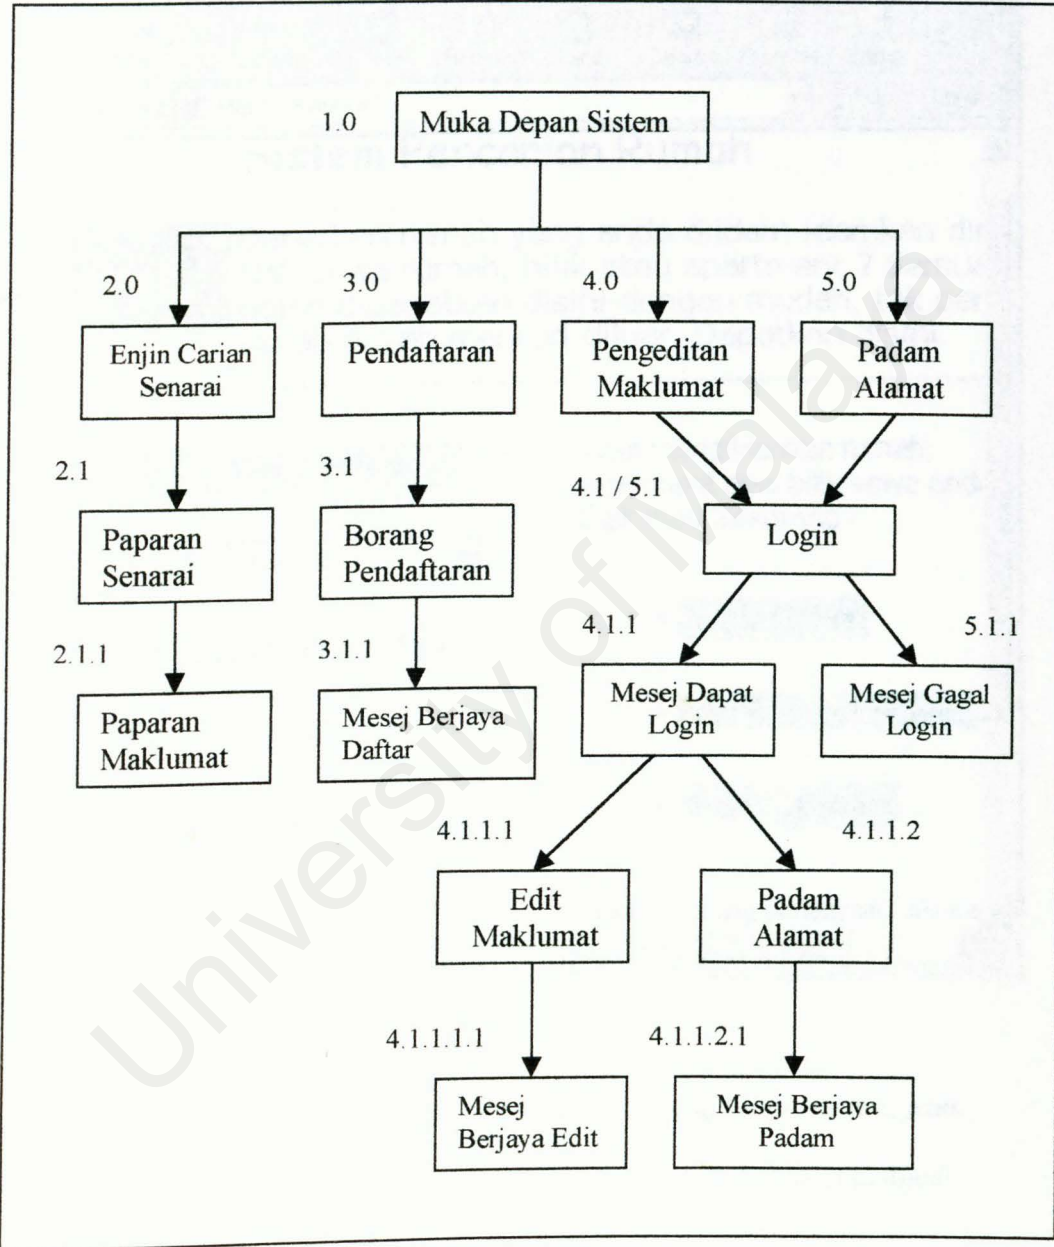 1.0
Muka Depan Sistem
2.0
3.0
4.0
5.0
Enjin Carian
Senarai
Pendaftaran
Pengeditan
Maklumat
Padam
Alamat
2.1
3.1
4.1 / 5.1
Paparan
Senarai
Borang
Pendaftaran
Login
2.1.1
3.1.1
4.1.1
5.1.1
Paparan
Maklumat
Mesej Berjaya
Daftar
Mesej Dapat
Login
Mesej Gagal
Login
4.1.1.1
4.1.1.2
Edit
Maklumat
Padam
Alamat
4.1.1.1.1
4.1.1.2.1
Mesej
Berjaya Edit
Mesej Berjaya
Padam
University of Malaya